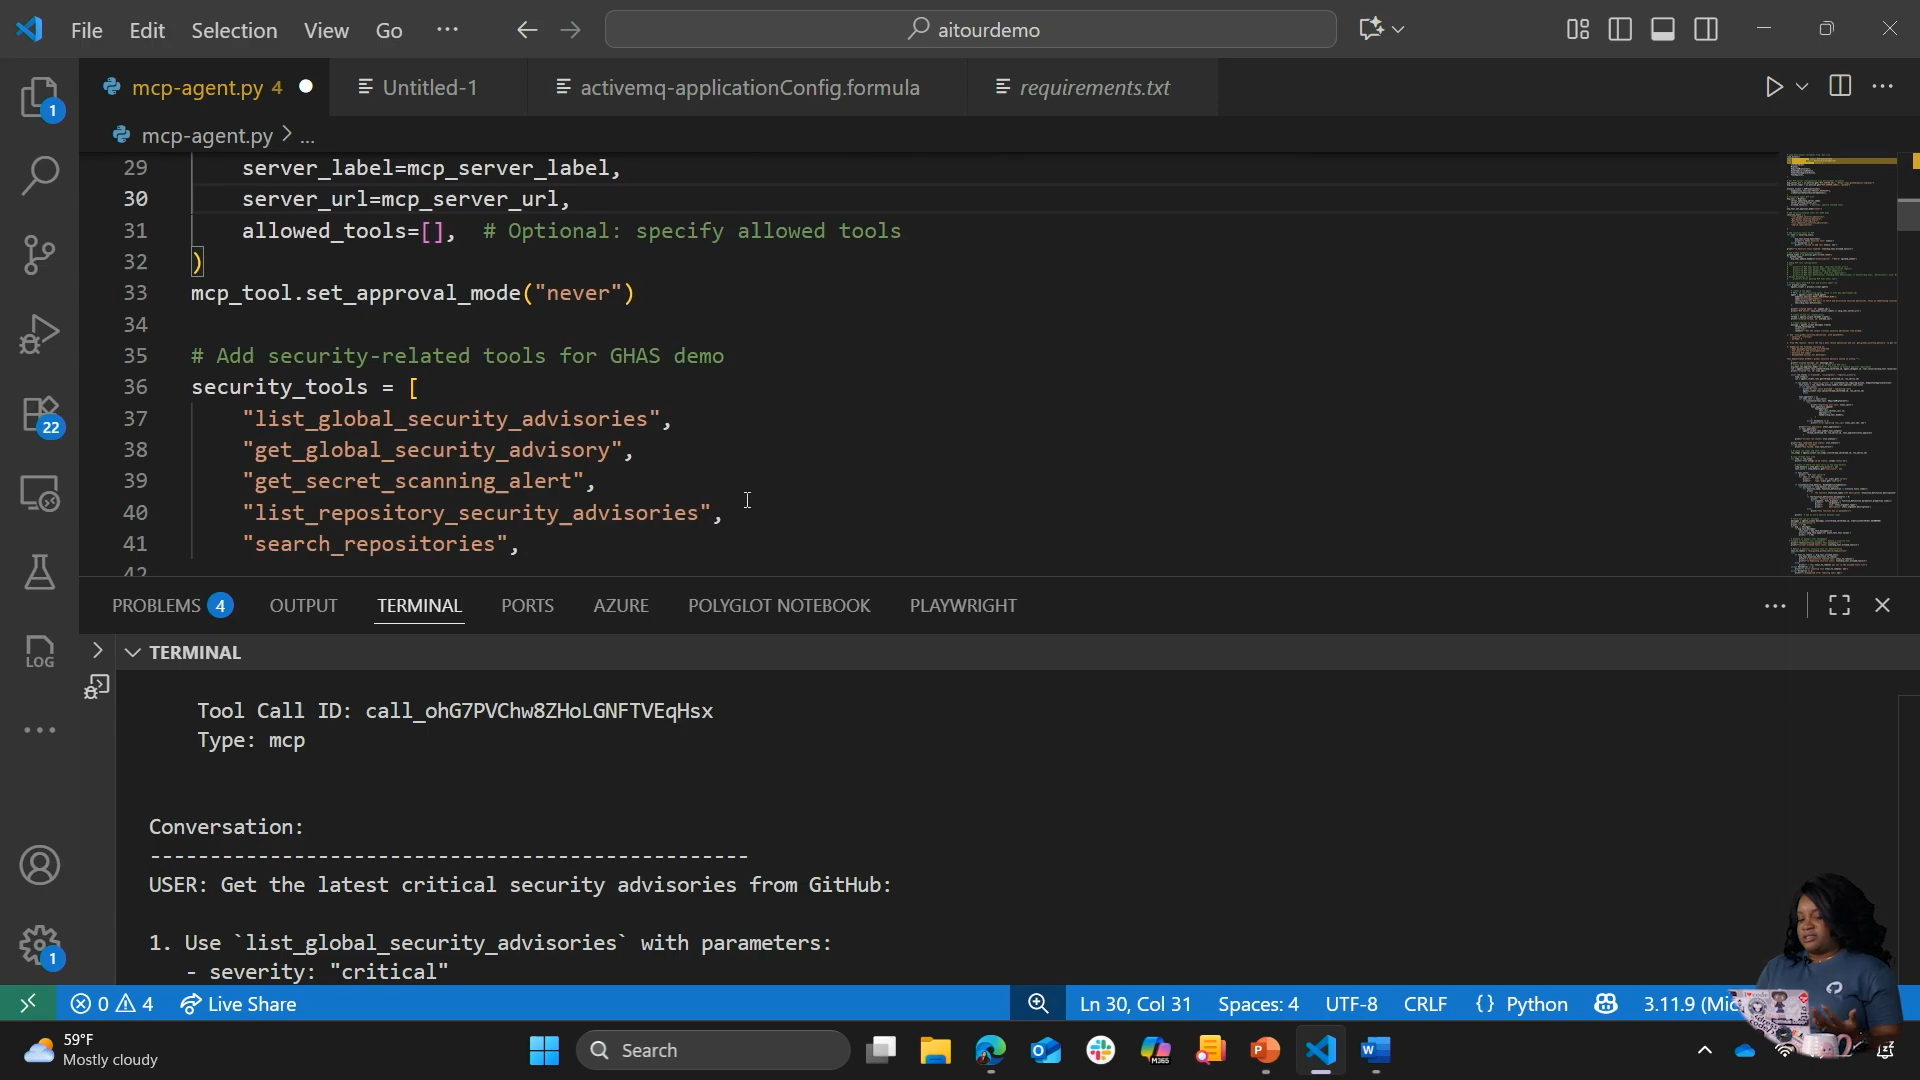 File Edit Selection View Go ···
aitourdemo
mcp-agent.py 4
Untitled-1
activemq-applicationConfig.formula
requirements.txt
mcp-agent.py > ...
29 server_label=mcp_server_label,
30 server_url=mcp_server_url,
31 allowed_tools=[], # Optional: specify allowed tools
32 )
33 mcp_tool.set_approval_mode("never")
34
35 # Add security-related tools for GHAS demo
36 security_tools = [
37 "list_global_security_advisories",
38 "get_global_security_advisory",
39 "get_secret_scanning_alert",
40 "list_repository_security_advisories",
41 "search_repositories",
42
1
22
LOG
1
PROBLEMS 4 OUTPUT TERMINAL PORTS AZURE POLYGLOT NOTEBOOK PLAYWRIGHT
TERMINAL
Tool Call ID: call_ohG7PVChw8ZHoLGNFTVEqHsx
Type: mcp
Conversation:
--------------------------------------------------
USER: Get the latest critical security advisories from GitHub:
1. Use `list_global_security_advisories` with parameters:
- severity: "critical"
0 4 Live Share Ln 30, Col 31 Spaces: 4 UTF-8 CRLF {} Python 3.11.9
59°F
Mostly cloudy
Search